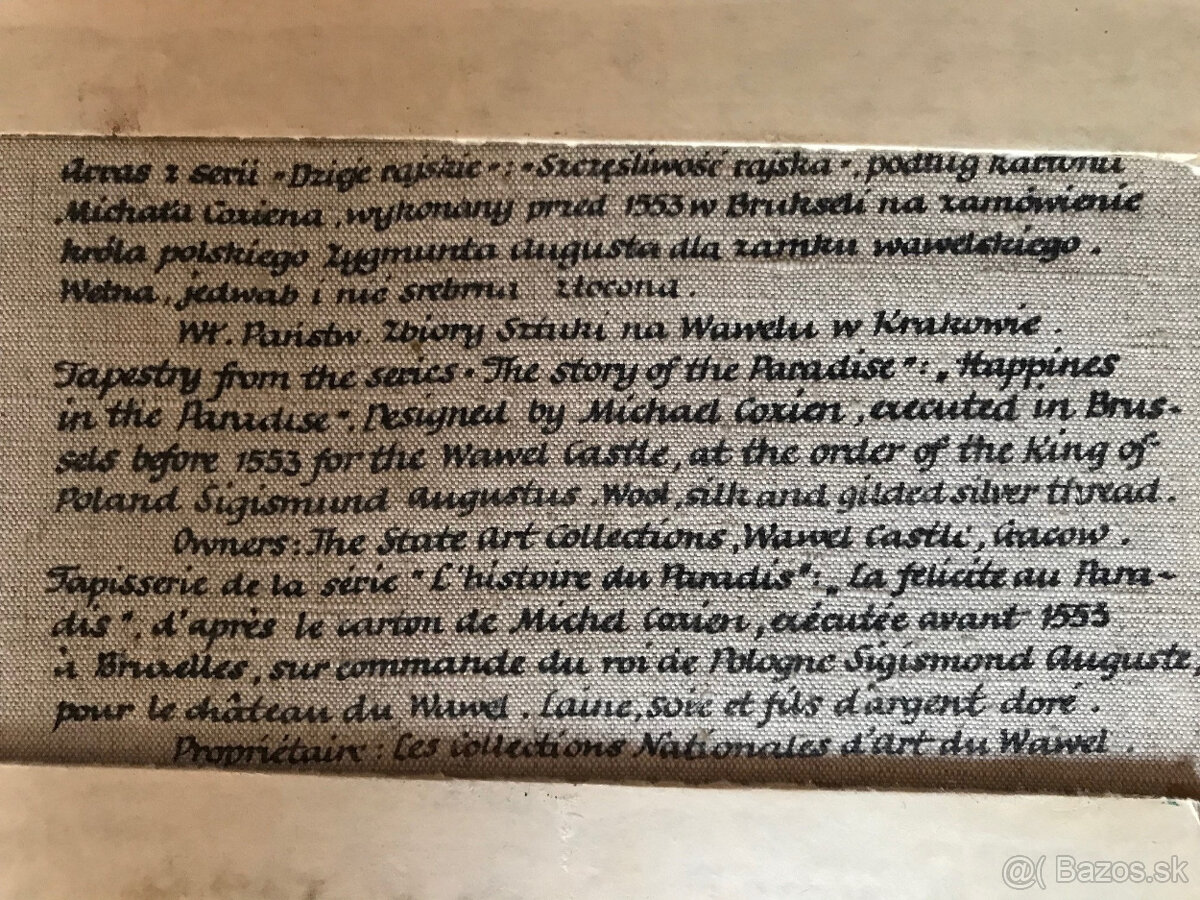 Arras z serii "Dzieje rajskie": "Szczęśliwość rajska", podług kartonu
Michała Coxiena, wykonany przed 1553 w Brukseli na zamówienie
króla polskiego Zygmunta Augusta dla zamku wawelskiego.
Wełna, jedwab i nić srebrna złocona.
Wł. Państw. Zbiory Sztuki na Wawelu w Krakowie.
Tapestry from the series "The story of the Paradise": „Happines
in the Paradise". Designed by Michael Coxien, executed in Brus-
sels before 1553 for the Wawel Castle, at the order of the King of
Poland Sigismund Augustus. Wool, silk and gilded silver thread.
Owners: The State Art Collections, Wawel Castle, Cracow.
Tapisserie de la série "L'histoire du Paradis": „La félicite au Para-
dis", d'après le carton de Michel Coxien, exécutée avant 1553
à Bruxelles, sur commande du roi de Pologne Sigismond Auguste,
pour le château du Wawel. Laine, soie et fils d'argent doré.
Propriétaire: Les Collections Nationales d'Art du Wawel.
@( Bazos.sk